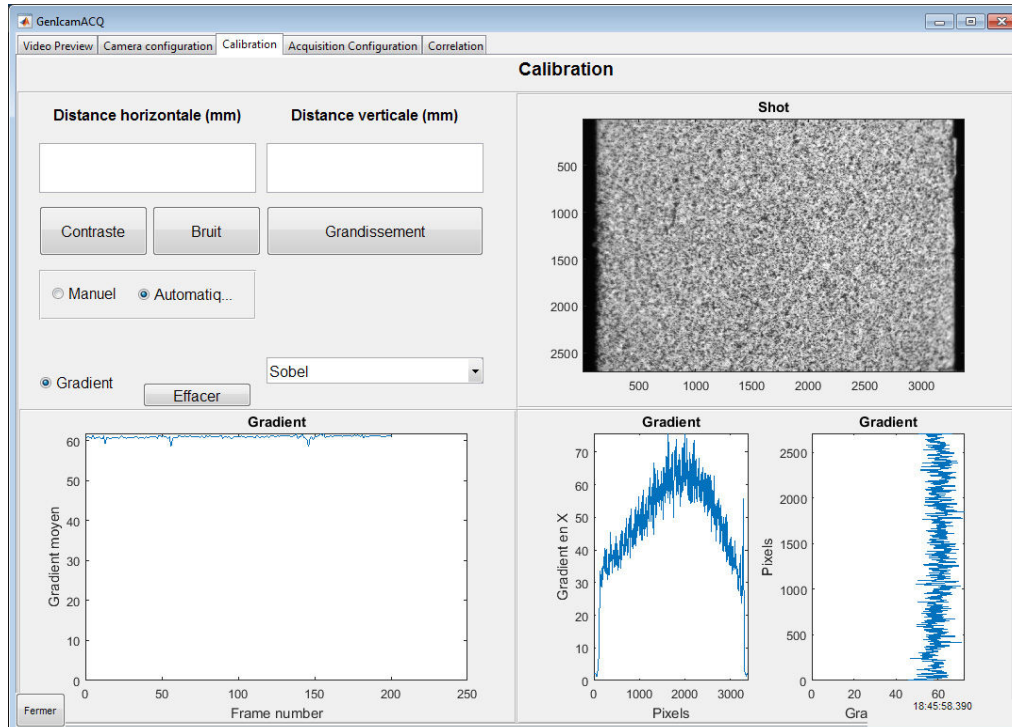 GenIcamACQ
Video Preview Camera configuration Calibration Acquisition Configuration Correlation
Calibration
Distance horizontale (mm) Distance verticale (mm)
Contraste Bruit Grandissement
Manuel Automatiq...
Gradient
Effacer
Sobel
Shot
500
1000
1500
2000
2500
500 1000 1500 2000 2500 3000
Gradient
Gradient moyen
60
50
40
30
20
10
0
0 50 100 150 200 250
Frame number
Gradient
Gradient en X
70
60
50
40
30
20
10
0
0 1000 2000 3000
Pixels
Gradient
Pixels
2500
2000
1500
1000
500
0
0 20 40 60
Gra
18:45:58.390
Fermer